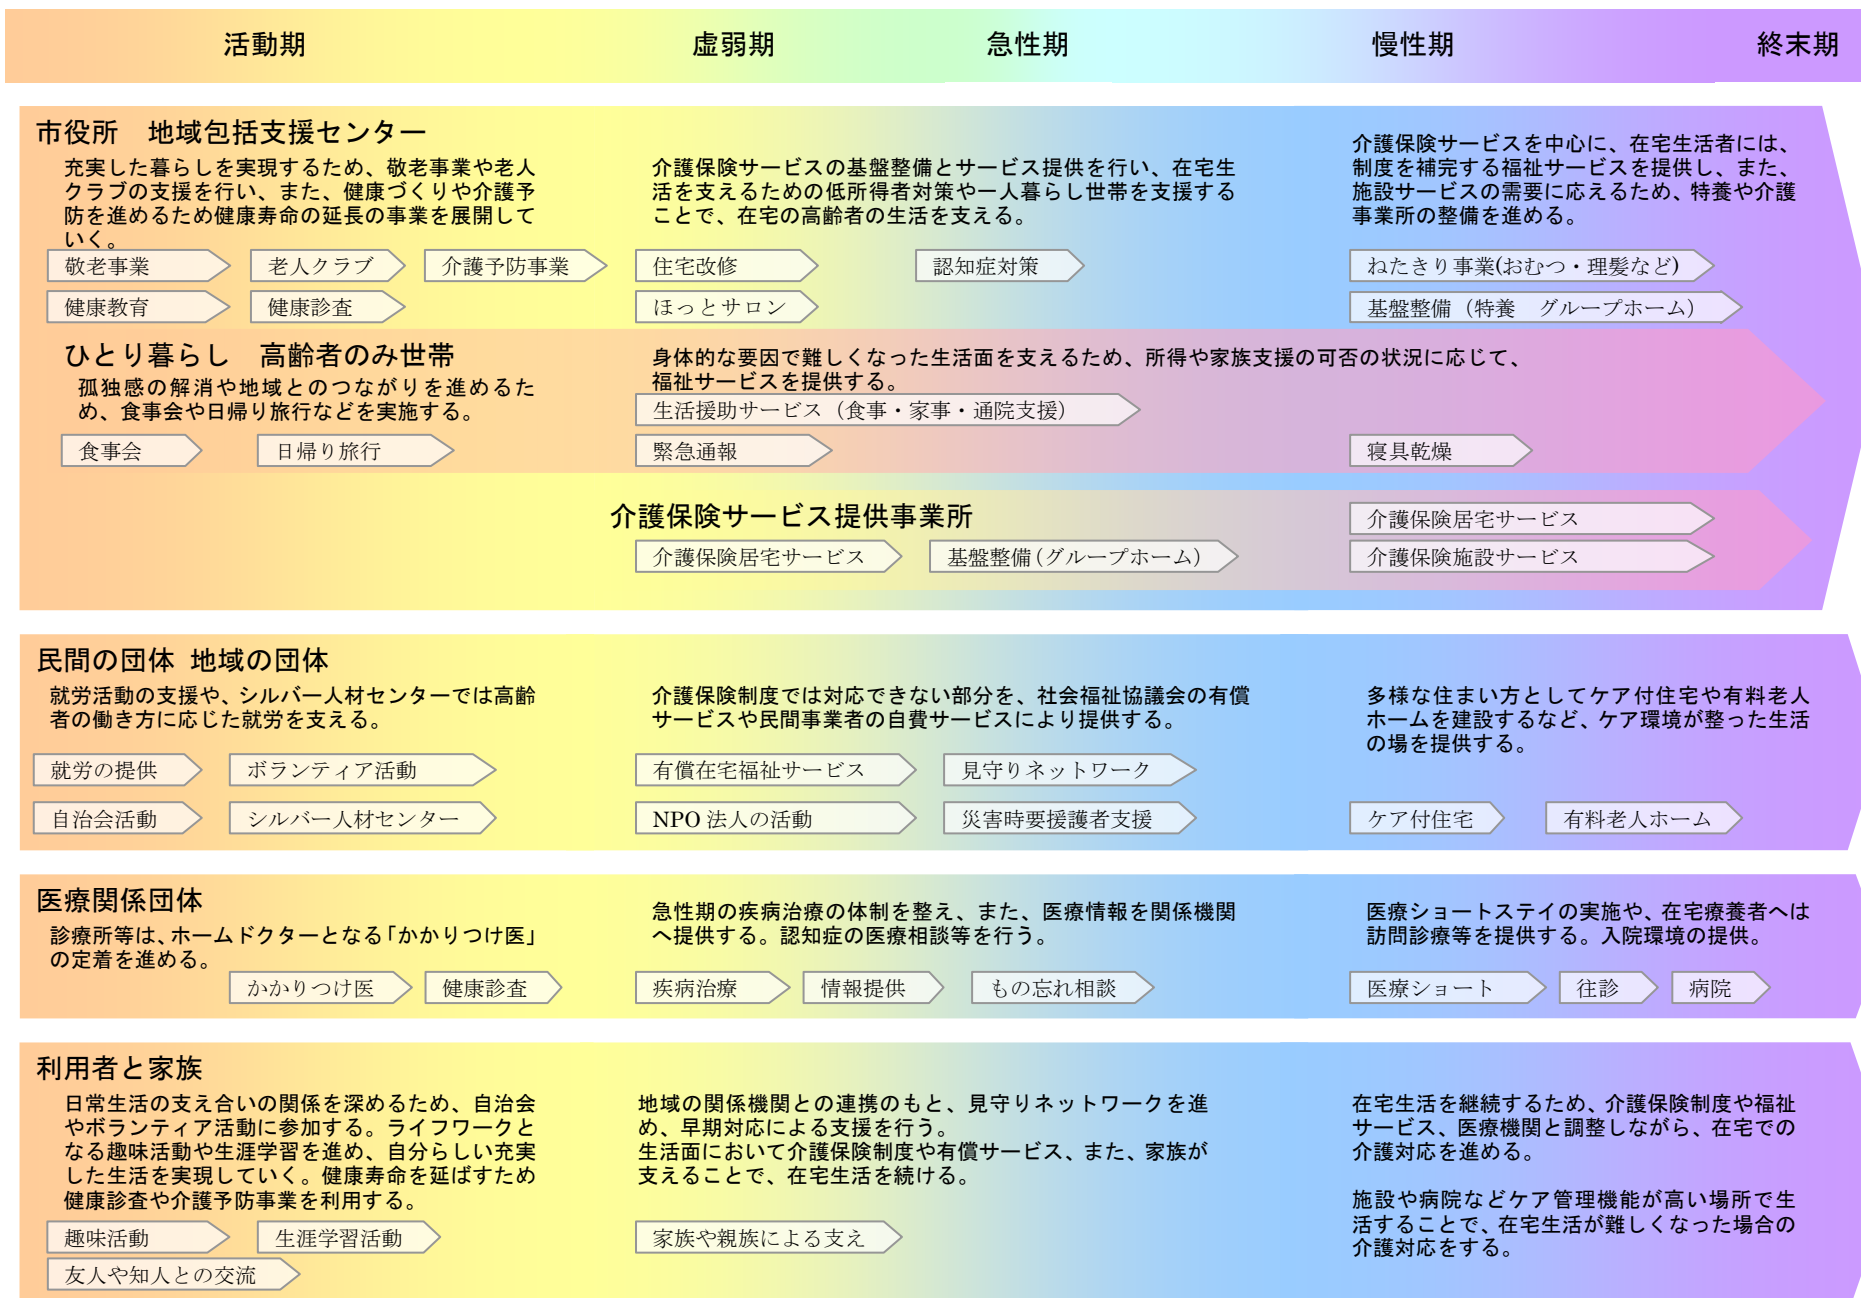 活動期 虚弱期 急性期 慢性期 終末期
市役所　地域包括支援センター
充実した暮らしを実現するため、敬老事業や老人
クラブの支援を行い、また、健康づくりや介護予
防を進めるため健康寿命の延長の事業を展開して
いく。
介護保険サービスの基盤整備とサービス提供を行い、在宅生
活を支えるための低所得者対策や一人暮らし世帯を支援する
ことで、在宅の高齢者の生活を支える。
介護保険サービスを中心に、在宅生活者には、
制度を補完する福祉サービスを提供し、また、
施設サービスの需要に応えるため、特養や介護
事業所の整備を進める。
敬老事業 老人クラブ 介護予防事業 住宅改修 認知症対策 ねたきり事業(おむつ・理髪など)
健康教育 健康診査 ほっとサロン 基盤整備（特養　グループホーム）
ひとり暮らし　高齢者のみ世帯
孤独感の解消や地域とのつながりを進めるた
め、食事会や日帰り旅行などを実施する。
身体的な要因で難しくなった生活面を支えるため、所得や家族支援の可否の状況に応じて、
福祉サービスを提供する。
生活援助サービス（食事・家事・通院支援）
食事会 日帰り旅行 緊急通報 寝具乾燥
介護保険サービス提供事業所
介護保険居宅サービス
介護保険居宅サービス 基盤整備(グループホーム） 介護保険施設サービス
民間の団体 地域の団体
就労活動の支援や、シルバー人材センターでは高齢
者の働き方に応じた就労を支える。
介護保険制度では対応できない部分を、社会福祉協議会の有償
サービスや民間事業者の自費サービスにより提供する。
多様な住まい方としてケア付住宅や有料老人
ホームを建設するなど、ケア環境が整った生活
の場を提供する。
就労の提供 ボランティア活動 有償在宅福祉サービス 見守りネットワーク
自治会活動 シルバー人材センター NPO 法人の活動 災害時要援護者支援 ケア付住宅 有料老人ホーム
医療関係団体
診療所等は、ホームドクターとなる「かかりつけ医」
の定着を進める。
急性期の疾病治療の体制を整え、また、医療情報を関係機関
へ提供する。認知症の医療相談等を行う。
医療ショートステイの実施や、在宅療養者へは
訪問診療等を提供する。入院環境の提供。
かかりつけ医 健康診査 疾病治療 情報提供 もの忘れ相談 医療ショート 往診 病院
利用者と家族
日常生活の支え合いの関係を深めるため、自治会
やボランティア活動に参加する。ライフワークと
なる趣味活動や生涯学習を進め、自分らしい充実
した生活を実現していく。健康寿命を延ばすため
健康診査や介護予防事業を利用する。
地域の関係機関との連携のもと、見守りネットワークを進
め、早期対応による支援を行う。
生活面において介護保険制度や有償サービス、また、家族が
支えることで、在宅生活を続ける。
在宅生活を継続するため、介護保険制度や福祉
サービス、医療機関と調整しながら、在宅での
介護対応を進める。
施設や病院などケア管理機能が高い場所で生
活することで、在宅生活が難しくなった場合の
介護対応をする。
趣味活動 生涯学習活動 家族や親族による支え
友人や知人との交流